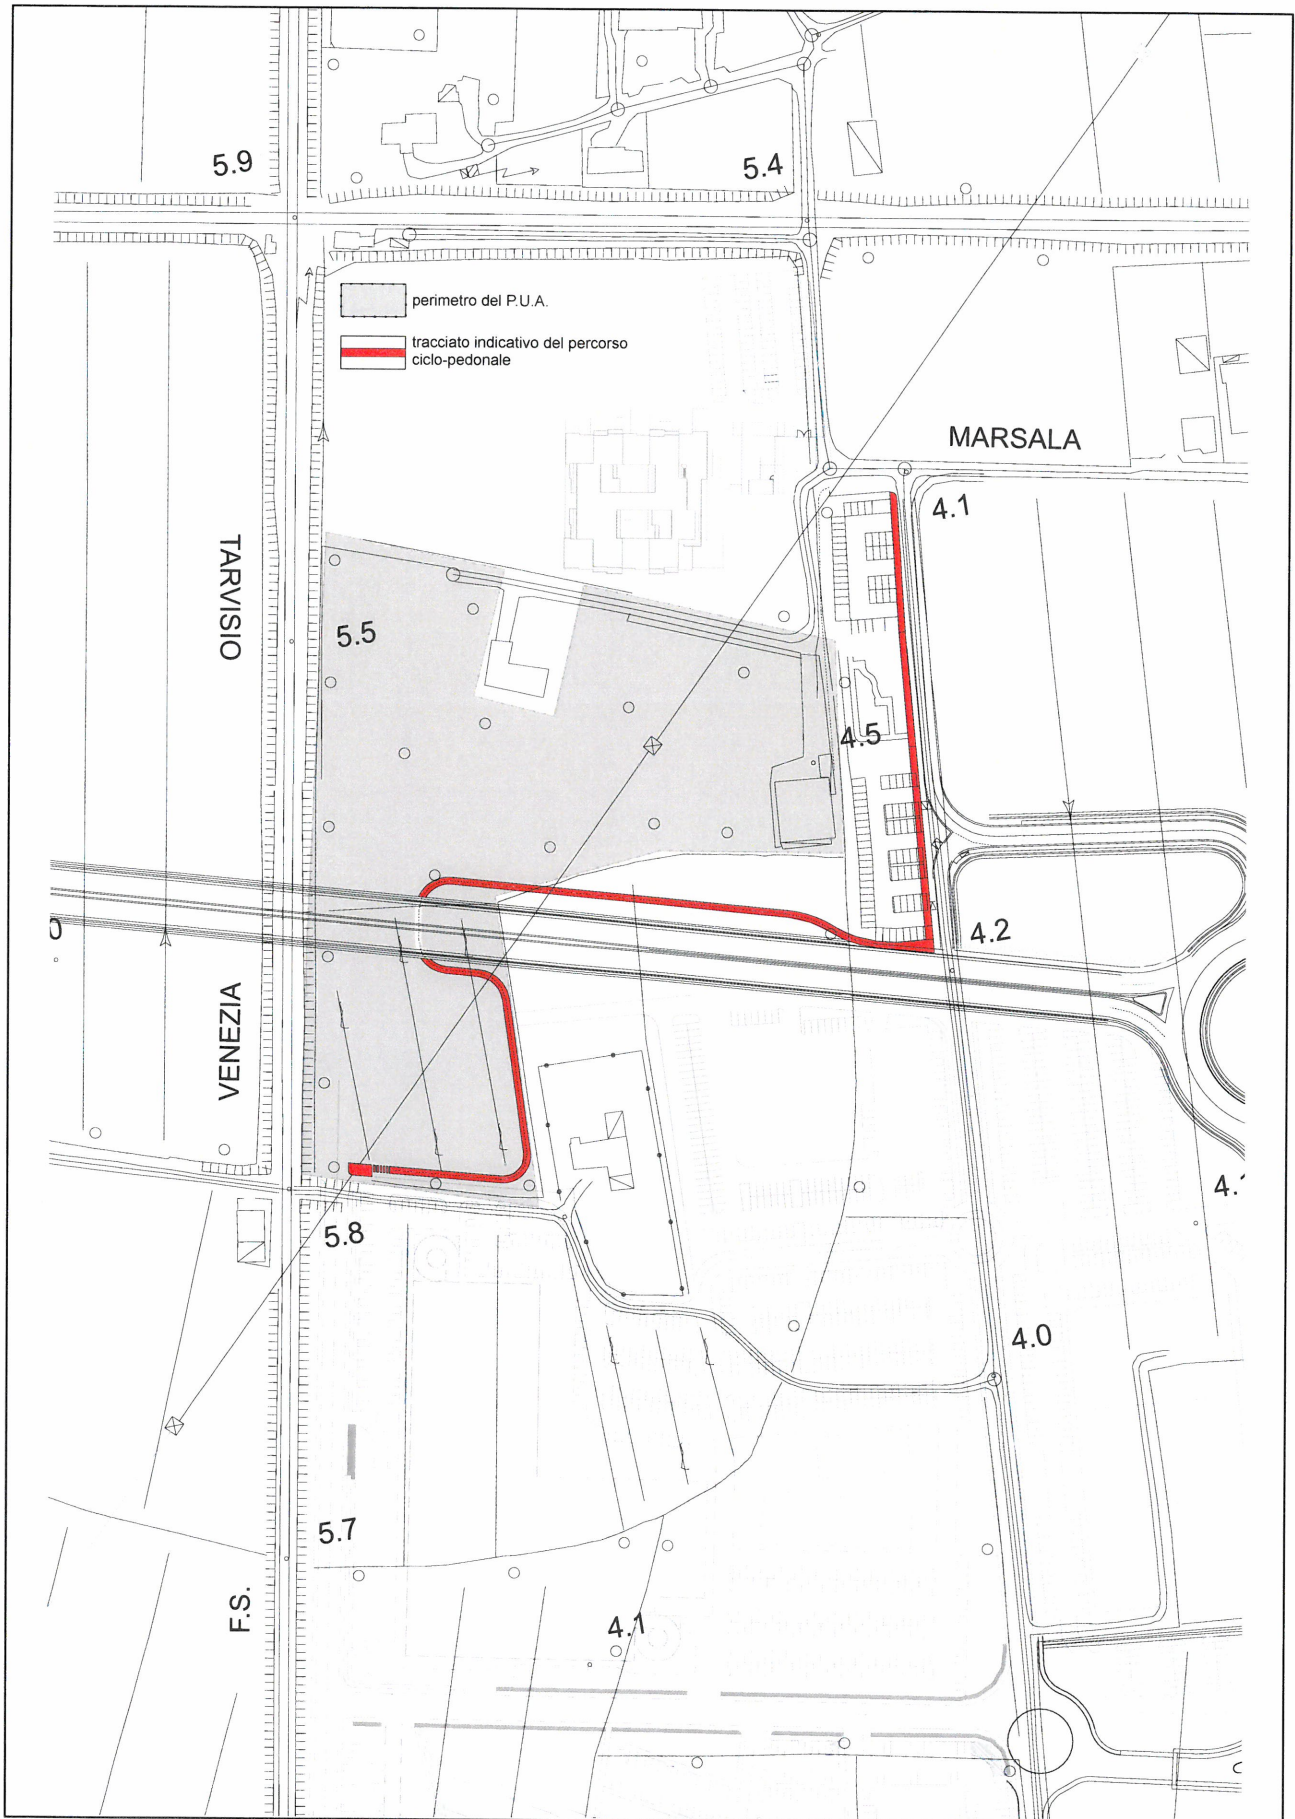 5.9
5.4
perimetro del P.U.A.
tracciato indicativo del percorso
ciclo-pedonale
MARSALA
4.1
TARVISIO
5.5
4.5
0
4.2
VENEZIA
5.8
4.0
5.7
F.S.
4.1